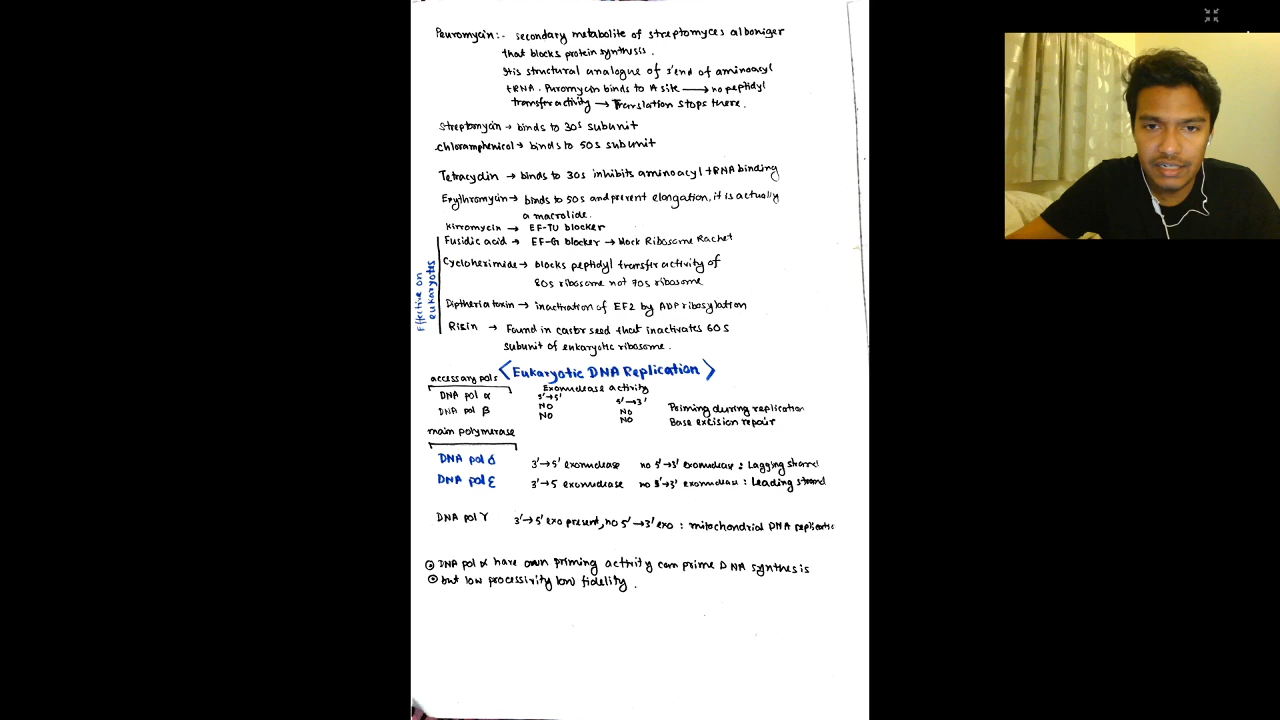 Peuromycin:- secondary metabolite of streptomyces alboniger
that blocks protein synthesis.
It is structural analogue of 3'end of aminoacyl
tRNA. Puromycin binds to A site → no peptidyl
transfer activity → Translation stops there.
Streptomycin → binds to 30s subunit
Chloramphenicol → binds to 50s subunit
Tetracyclin → binds to 30s inhibits aminoacyl tRNA binding
Erythromycin → binds to 50s and prevent elongation, it is actually
a macrolide.
Kirromycin → EF-TU blocker
Fusidic acid → EF-G blocker → Block Ribosome Rachet
Effective on
eukaryotes
Cycloheximide → blocks peptidyl transfer activity of
80s ribosome not 70s ribosome
Diptheria toxin → inactivation of EF2 by ADP ribosylation
Risin → Found in castor seed that inactivates 60s
subunit of eukaryotic ribosome.
<Eukaryotic DNA Replication>
accessary pols
Exonuclease activity
DNA pol α 3'→5' 5'→3'
NO NO Priming during replication
DNA pol β NO NO Base excision repair
main polymerase
DNA pol δ 3'→5' exonuclease no 5'→3' exonuclease : Lagging strand
DNA pol ε 3'→5 exonuclease no 5'→3' exonuclease : Leading strand
DNA pol γ 3'→5' exo present, no 5'→3' exo : mitochondrial DNA replicatio
⊙ DNA pol α have own priming activity can prime DNA synthesis
⊙ but low processivity low fidelity.